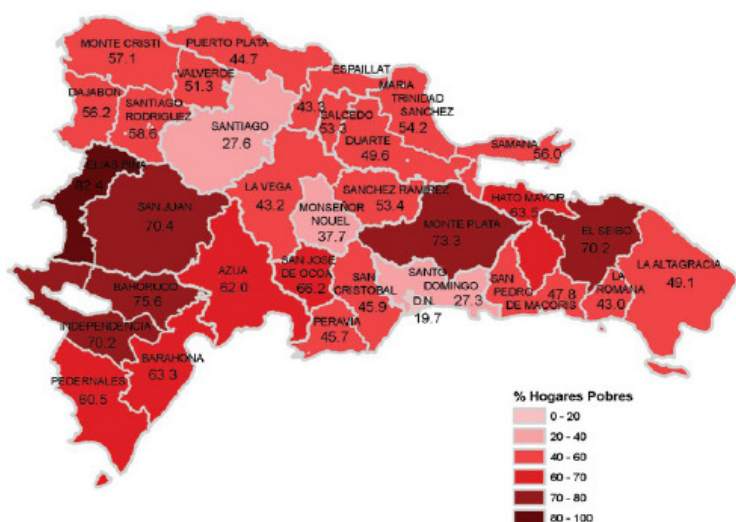 MONTE CRISTI
57.1
PUERTO PLATA
44.7
VALVERDE
51.3
ESPAILLAT
43.3
MARIA
TRINIDAD
SANCHEZ
54.2
DAJABON
56.2
SANTIAGO
RODRIGUEZ
58.6
SANTIAGO
27.6
SALCEDO
53.3
DUARTE
49.6
SAMANA
56.0
ELIAS PIÑA
82.4
SAN JUAN
70.4
LA VEGA
43.2
MONSEÑOR
NOUEL
37.7
SANCHEZ RAMIREZ
53.4
MONTE PLATA
73.3
HATO MAYOR
63.5
EL SEIBO
70.2
LA ALTAGRACIA
49.1
BAHORUCO
75.6
AZUA
62.0
SAN JOSE
DE OCOA
66.2
SAN
CRISTOBAL
45.9
SANTO
DOMINGO
27.3
D.N.
19.7
SAN
PEDRO
DE MACORIS
47.8
LA
ROMANA
43.0
INDEPENDENCIA
70.2
PERAVIA
45.7
BARAHONA
63.3
PEDERNALES
60.5
% Hogares Pobres
0 - 20
20 - 40
40 - 60
60 - 70
70 - 80
80 - 100